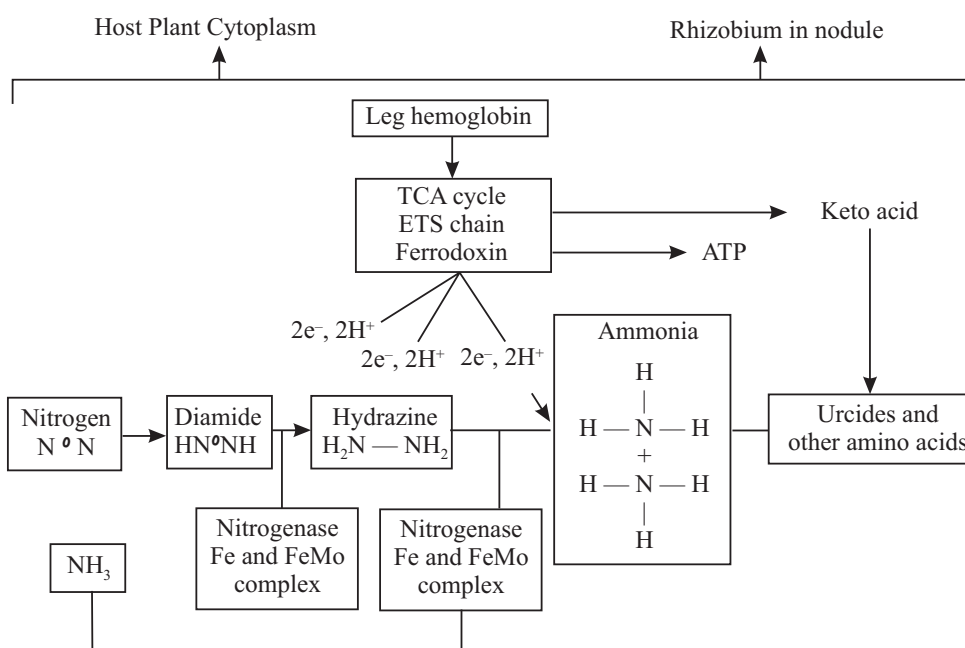 Host Plant Cytoplasm
Rhizobium in nodule
Leg hemoglobin
TCA cycle
ETS chain
Ferrodoxin
Keto acid
ATP
2e⁻, 2H⁺
2e⁻, 2H⁺
2e⁻, 2H⁺
Ammonia
H
H — N — H
+
H — N — H
H
Nitrogen
N º N
Diamide
HNºNH
Hydrazine
H₂N — NH₂
Urcides and
other amino acids
Nitrogenase
Fe and FeMo
complex
Nitrogenase
Fe and FeMo
complex
NH₃